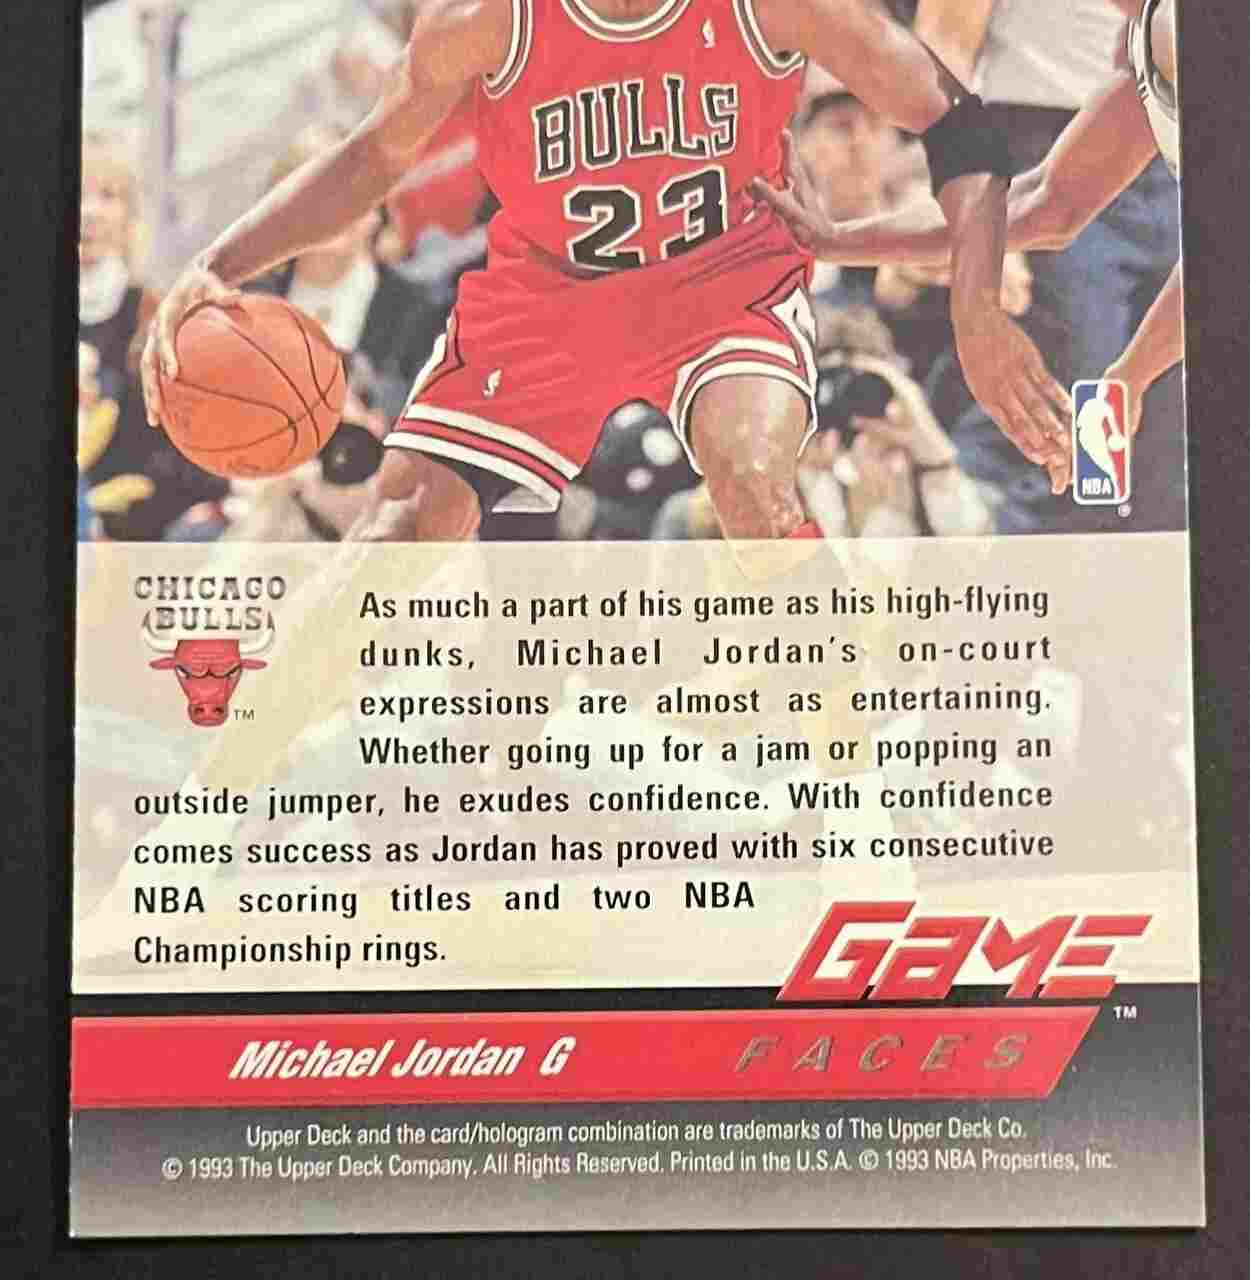 BULLS
23
NBA
®
CHICAGO
BULLS
TM
As much a part of his game as his high-flying
dunks, Michael Jordan's on-court
expressions are almost as entertaining.
Whether going up for a jam or popping an
outside jumper, he exudes confidence. With confidence
comes success as Jordan has proved with six consecutive
NBA scoring titles and two NBA
Championship rings.
GAME
TM
Michael Jordan G
FACES
Upper Deck and the card/hologram combination are trademarks of The Upper Deck Co.
© 1993 The Upper Deck Company. All Rights Reserved. Printed in the U.S.A. © 1993 NBA Properties, Inc.